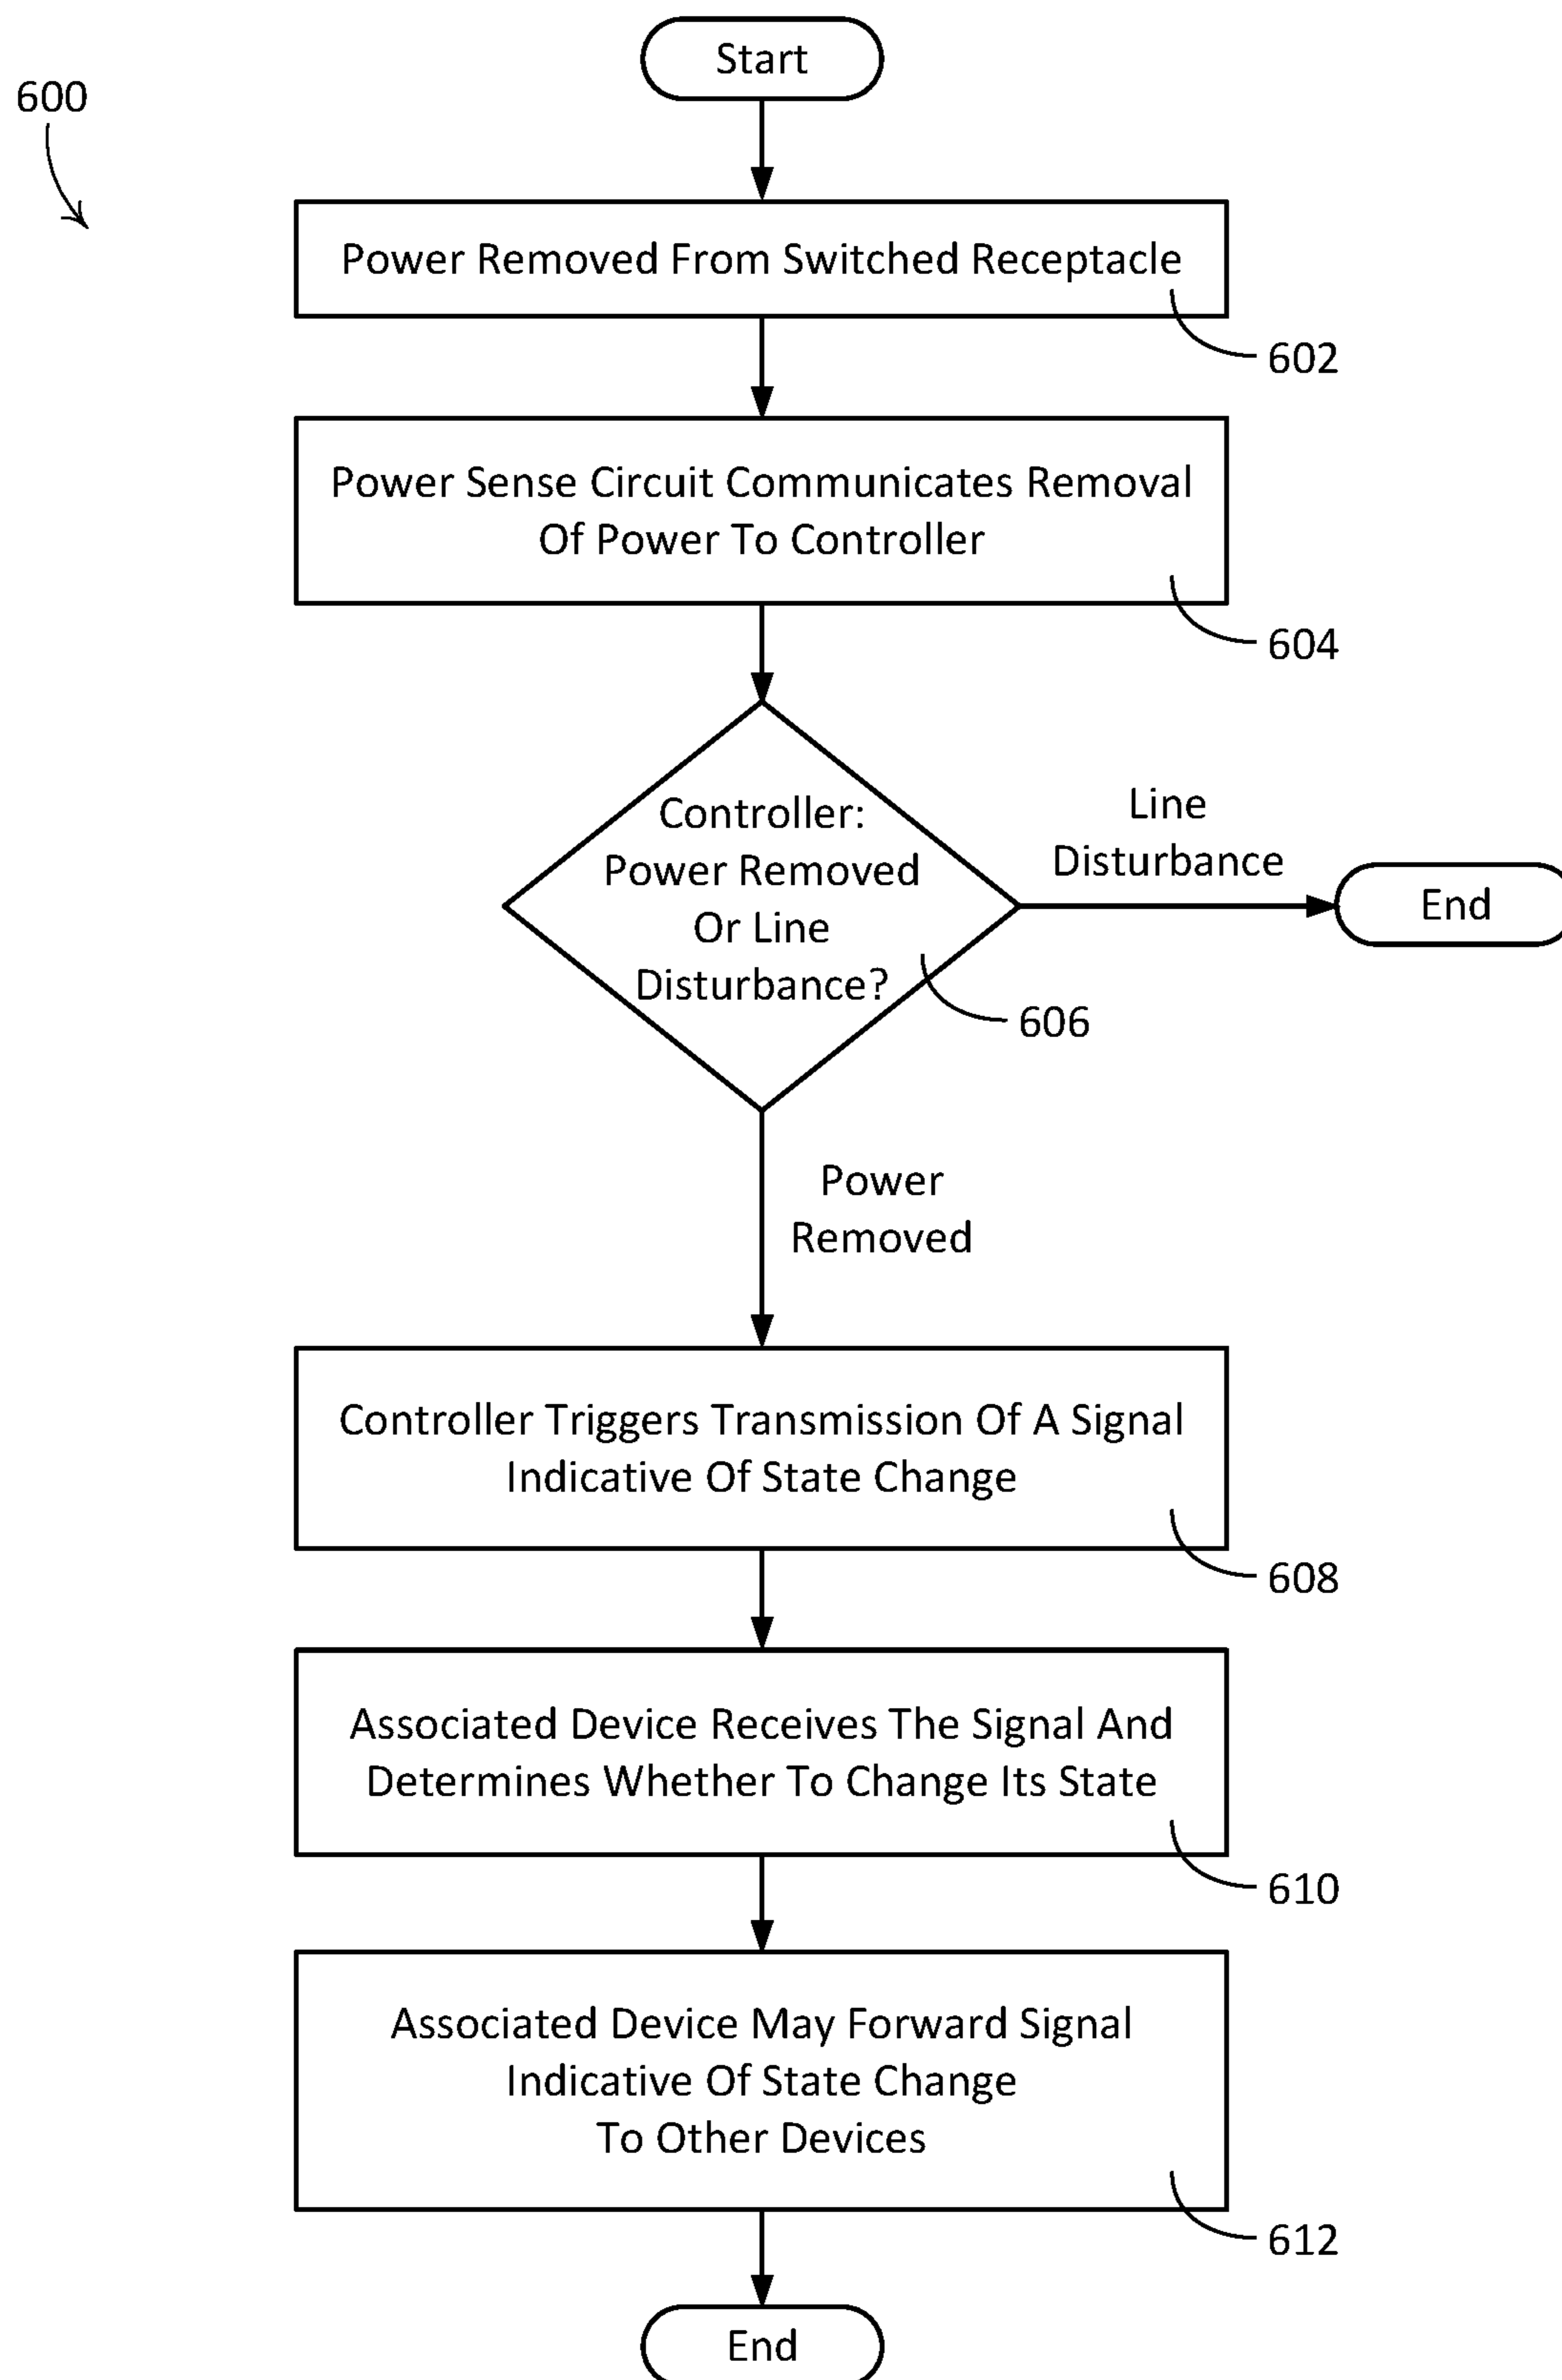 Start
600
Power Removed From Switched Receptacle
602
Power Sense Circuit Communicates Removal
Of Power To Controller
604
Controller:
Power Removed
Or Line
Disturbance?
606
Line
Disturbance
End
Power
Removed
Controller Triggers Transmission Of A Signal
Indicative Of State Change
608
Associated Device Receives The Signal And
Determines Whether To Change Its State
610
Associated Device May Forward Signal
Indicative Of State Change
To Other Devices
612
End